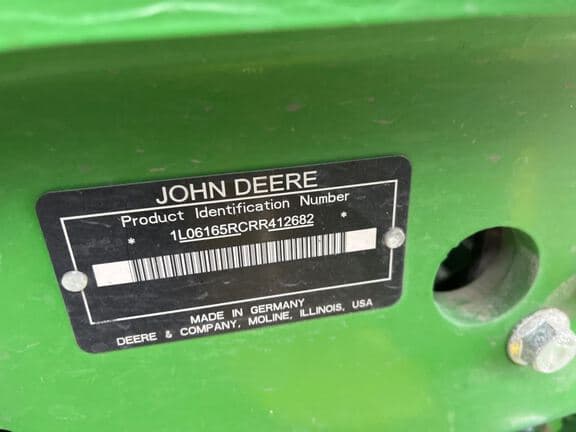 JOHN DEERE
Product Identification Number
* 1L06165RCRR412682 *
MADE IN GERMANY
DEERE & COMPANY, MOLINE, ILLINOIS, USA